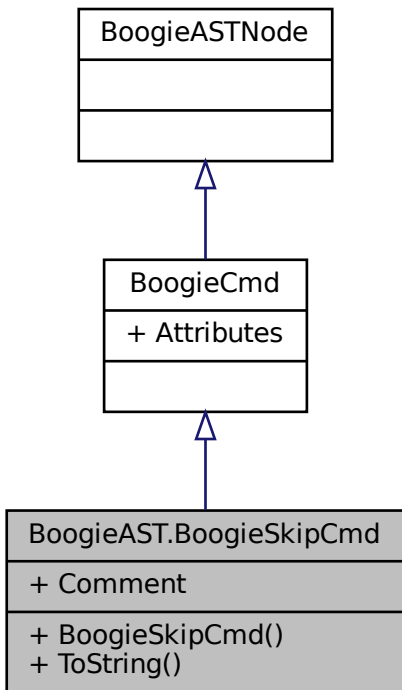 BoogieASTNode
BoogieCmd
+ Attributes
BoogieAST.BoogieSkipCmd
+ Comment
+ BoogieSkipCmd()
+ ToString()